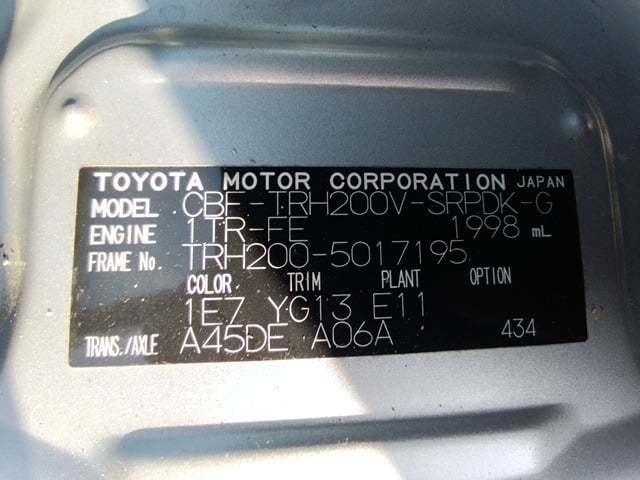 TOYOTA MOTOR CORPORATION JAPAN
MODEL CBF-TRH200V-SRPDK-G
ENGINE 1TR-FE 1998 mL
FRAME No. TRH200-5017195
COLOR TRIM PLANT OPTION
1E7 YG13 E11
TRANS./AXLE A45DE A06A 434